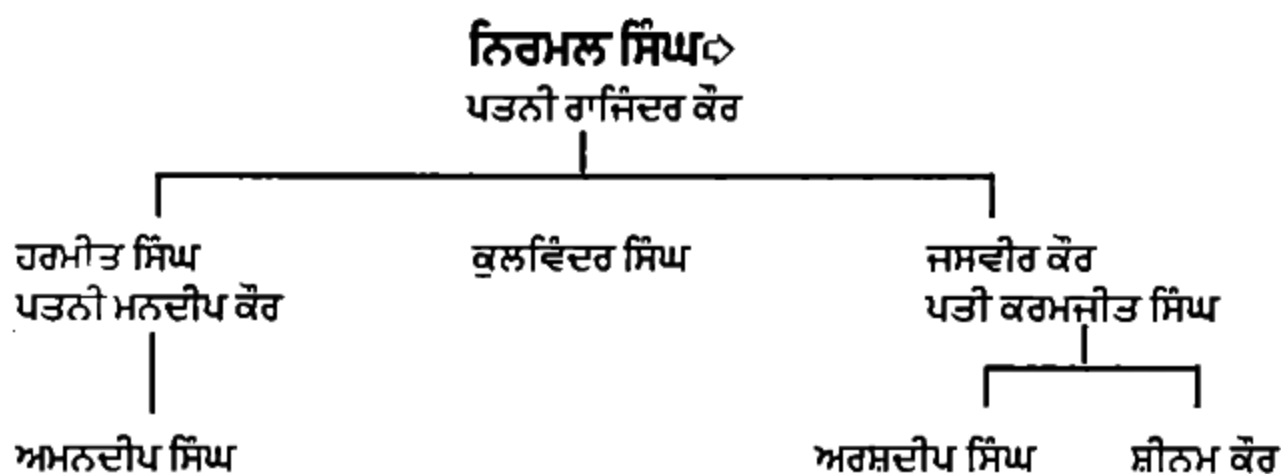 ਨਿਰਮਲ ਸਿੰਘ➩
ਪਤਨੀ ਰਾਜਿੰਦਰ ਕੌਰ
ਹਰਮੀਤ ਸਿੰਘ
ਪਤਨੀ ਮਨਦੀਪ ਕੌਰ
ਕੁਲਵਿੰਦਰ ਸਿੰਘ
ਜਸਵੀਰ ਕੌਰ
ਪਤੀ ਕਰਮਜੀਤ ਸਿੰਘ
ਅਮਨਦੀਪ ਸਿੰਘ
ਅਰਸ਼ਦੀਪ ਸਿੰਘ
ਸ਼ੀਨਮ ਕੌਰ